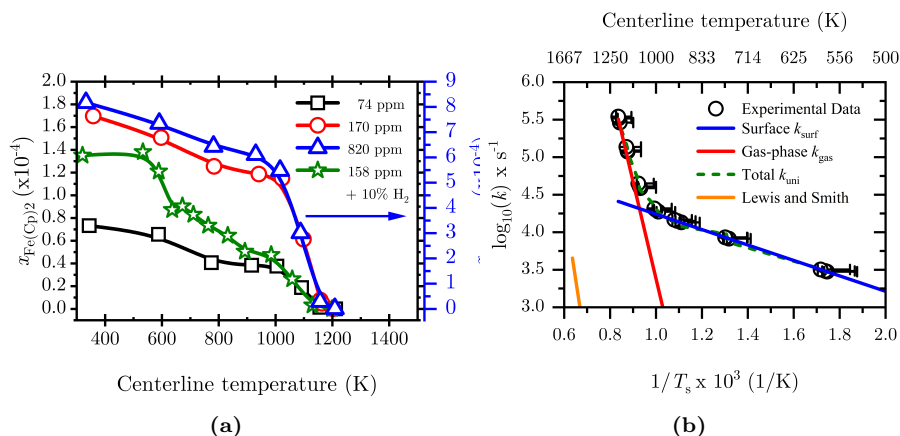 2.0
1.8
1.6
1.4
1.2
1.0
0.8
0.6
0.4
0.2
0.0
x_Fe(Cp)2 (x10⁻⁴)
74 ppm
170 ppm
820 ppm
158 ppm
+ 10% H₂
9
8
7
6
5
4
3
2
1
0
400 600 800 1000 1200 1400
Centerline temperature (K)
(a)
Centerline temperature (K)
1667 1250 1000 833 714 625 556 500
6.0
5.5
5.0
4.5
4.0
3.5
3.0
log₁₀(k) x s⁻¹
Experimental Data
Surface k_surf
Gas-phase k_gas
Total k_uni
Lewis and Smith
0.6 0.8 1.0 1.2 1.4 1.6 1.8 2.0
1/T_s x 10³ (1/K)
(b)